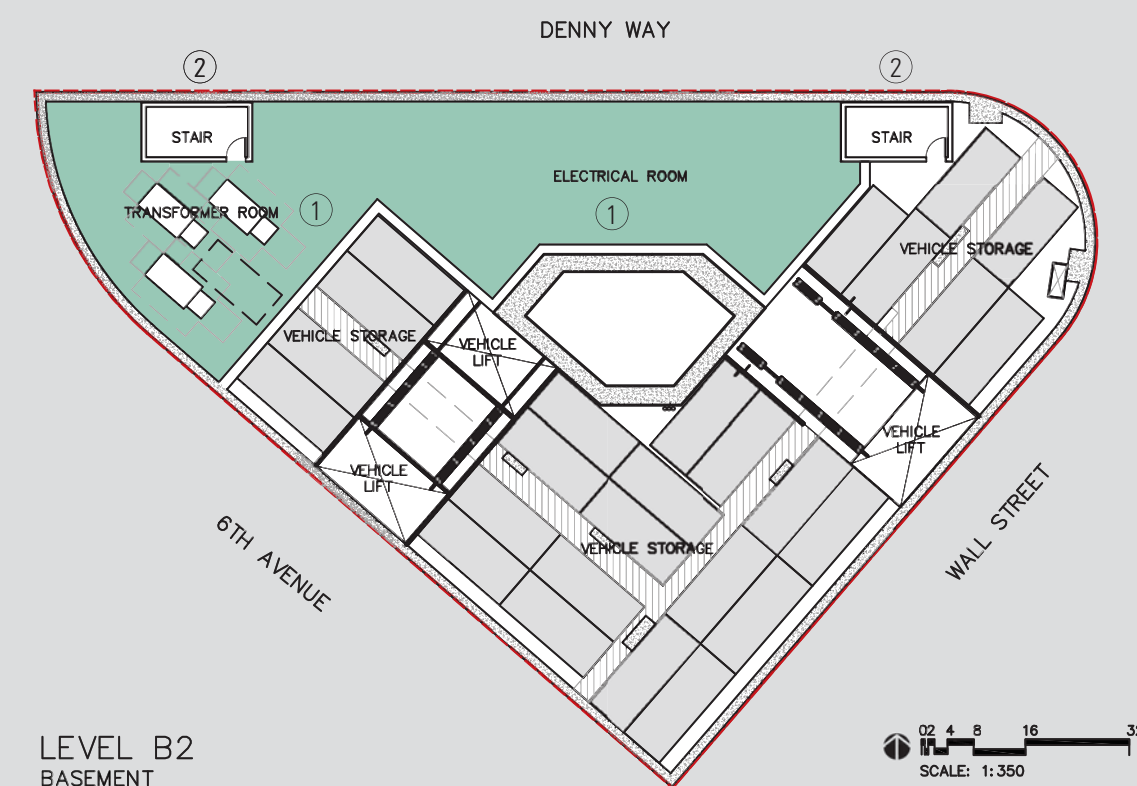 DENNY WAY
2
2
STAIR
STAIR
ELECTRICAL ROOM
TRANSFORMER ROOM
1
1
VEHICLE STORAGE
VEHICLE STORAGE
VEHICLE
LIFT
VEHICLE
LIFT
VEHICLE
LIFT
6TH AVENUE
WALL STREET
VEHICLE STORAGE
LEVEL B2
BASEMENT
02 4 8 16
SCALE: 1:350